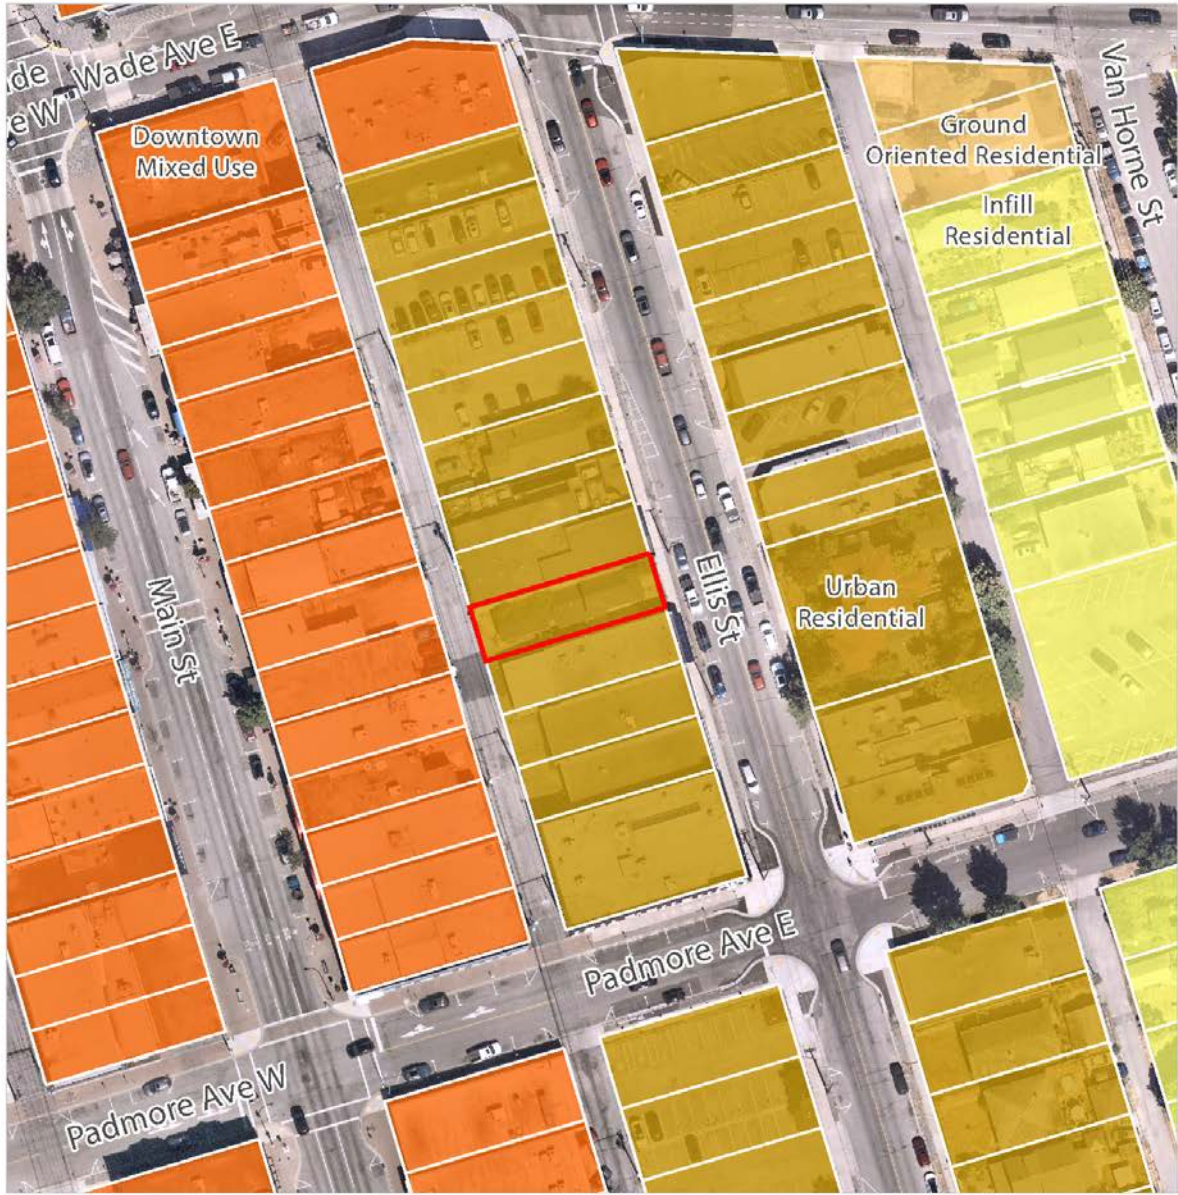 Wade Ave E
de
e W
Downtown
Mixed Use
Ground
Oriented Residential
Infill
Residential
Van Horne St
Main St
Ellis St
Urban
Residential
Padmore Ave E
Padmore Ave W